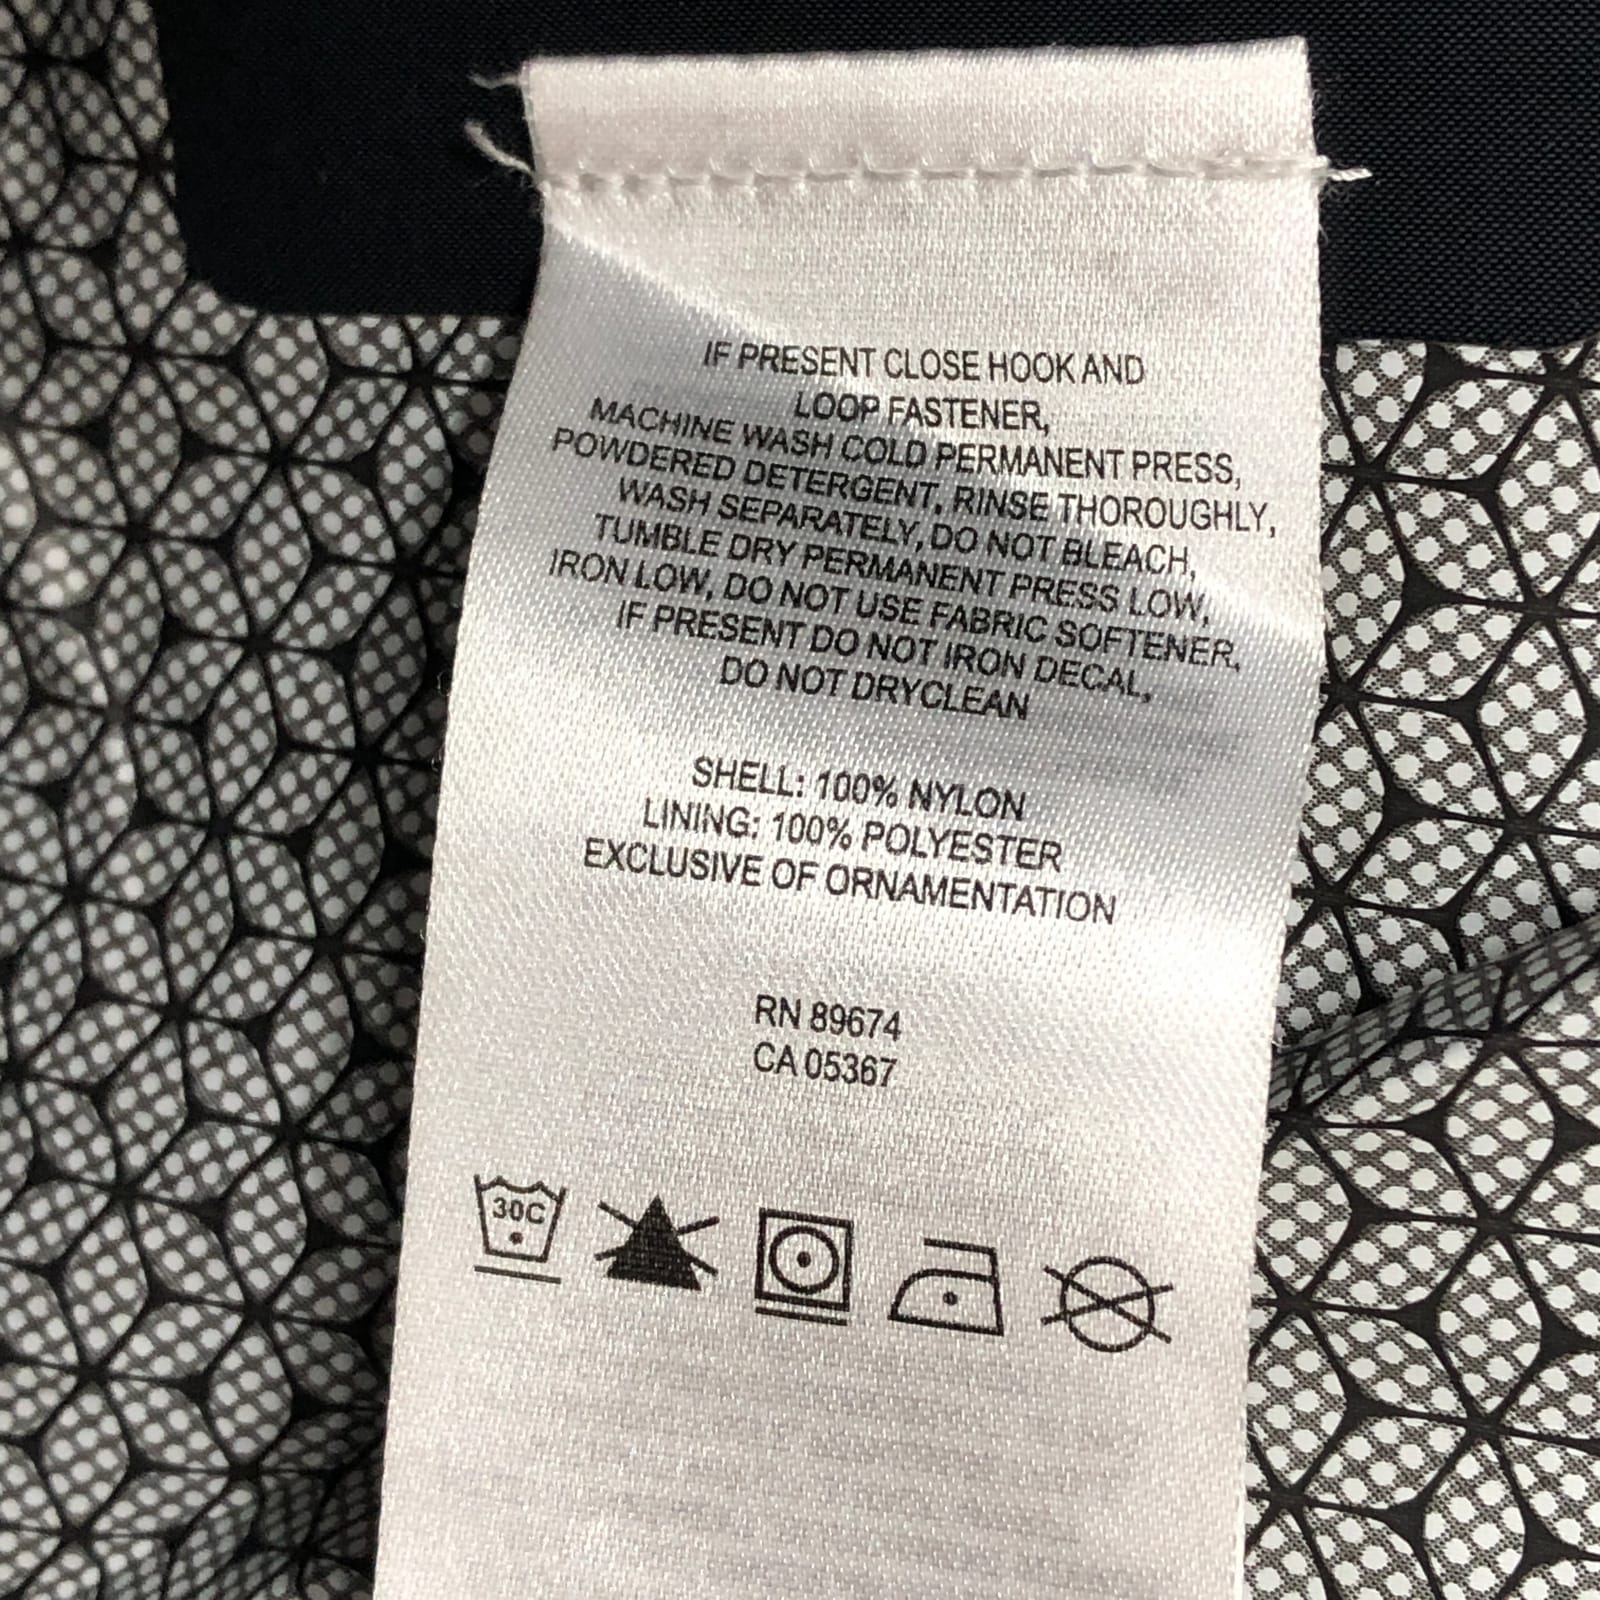 IF PRESENT CLOSE HOOK AND
LOOP FASTENER,
MACHINE WASH COLD PERMANENT PRESS,
POWDERED DETERGENT, RINSE THOROUGHLY,
WASH SEPARATELY, DO NOT BLEACH,
TUMBLE DRY PERMANENT PRESS LOW,
IRON LOW, DO NOT USE FABRIC SOFTENER,
IF PRESENT DO NOT IRON DECAL,
DO NOT DRYCLEAN
SHELL: 100% NYLON
LINING: 100% POLYESTER
EXCLUSIVE OF ORNAMENTATION
RN 89674
CA 05367
30C